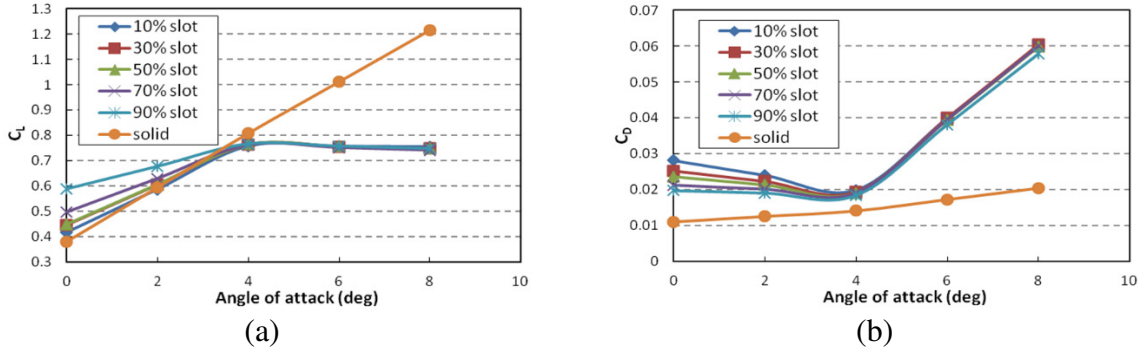 1.3
1.2
1.1
1
0.9
0.8
0.7
0.6
0.5
0.4
0.3
C_L
10% slot
30% slot
50% slot
70% slot
90% slot
solid
0 2 4 6 8 10
Angle of attack (deg)
(a)
0.07
0.06
0.05
0.04
0.03
0.02
0.01
0
C_D
10% slot
30% slot
50% slot
70% slot
90% slot
solid
0 2 4 6 8 10
Angle of attack (deg)
(b)